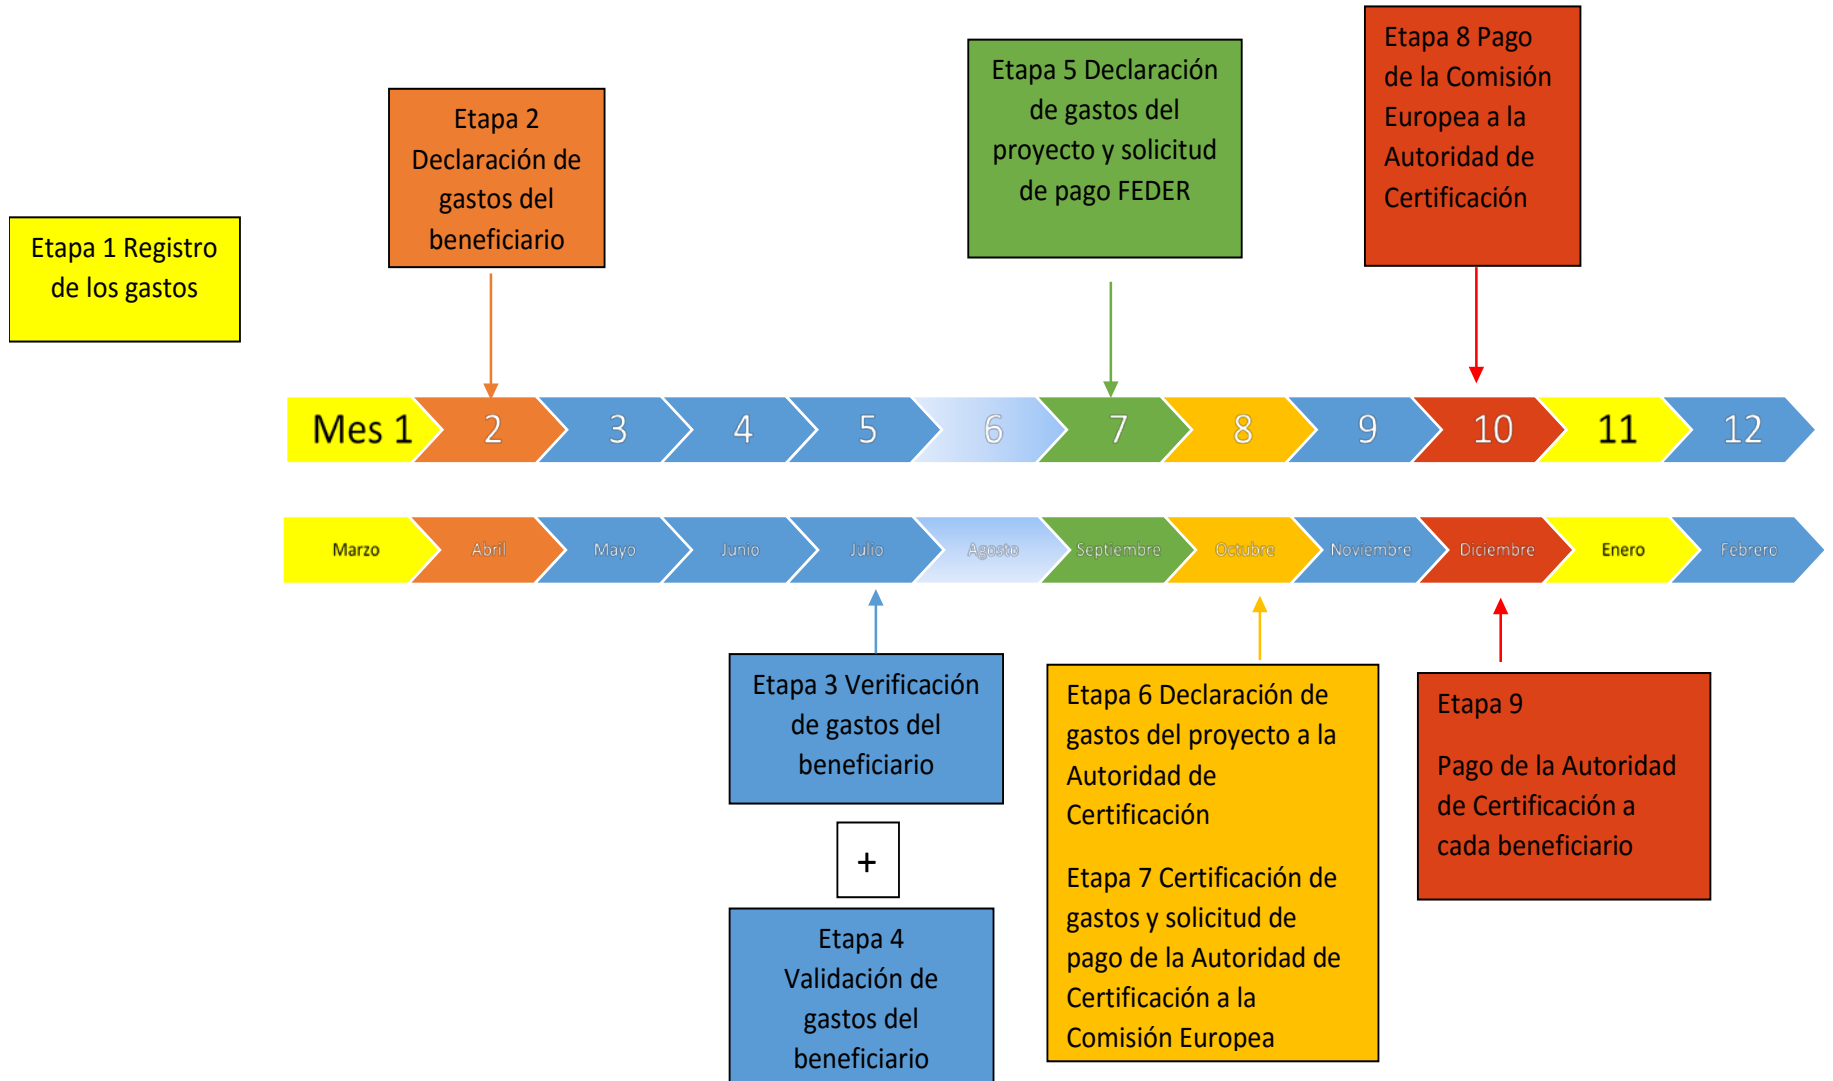 Etapa 1 Registro
de los gastos
Etapa 2
Declaración de
gastos del
beneficiario
Etapa 5 Declaración
de gastos del
proyecto y solicitud
de pago FEDER
Etapa 8 Pago
de la Comisión
Europea a la
Autoridad de
Certificación
Mes 1 2 3 4 5 6 7 8 9 10 11 12
Marzo Abril Mayo Junio Julio Agosto Septiembre Octubre Noviembre Diciembre Enero Febrero
Etapa 3 Verificación
de gastos del
beneficiario
+
Etapa 4
Validación de
gastos del
beneficiario
Etapa 6 Declaración de
gastos del proyecto a la
Autoridad de
Certificación
Etapa 7 Certificación de
gastos y solicitud de
pago de la Autoridad de
Certificación a la
Comisión Europea
Etapa 9
Pago de la Autoridad
de Certificación a
cada beneficiario